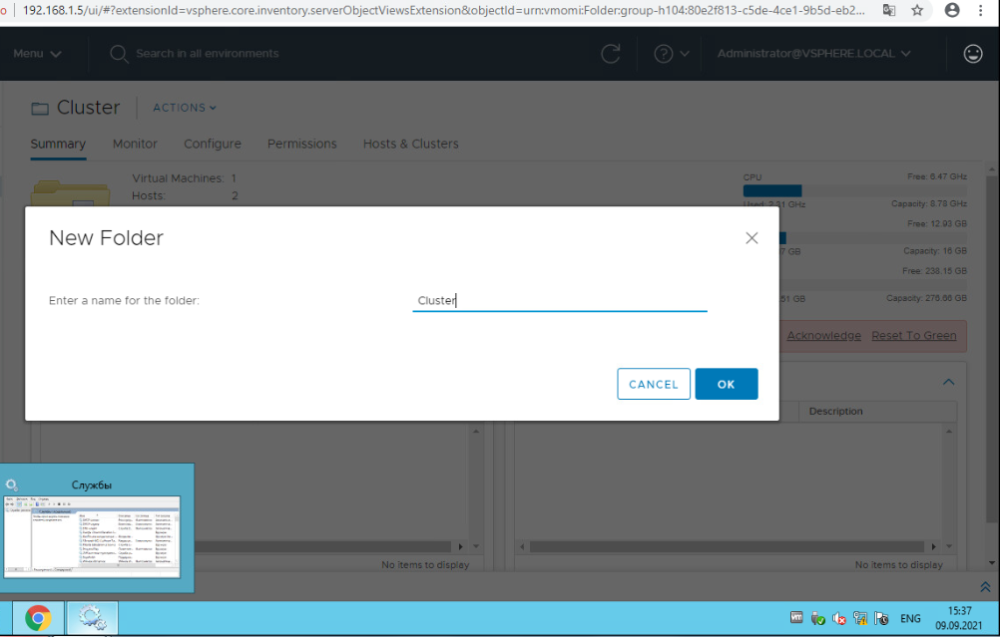 o 192.168.1.5/ui/#?extensionId=vsphere.core.inventory.serverObjectViewsExtension&objectId=urn:vmomi:Folder:group-h104:80e2f813-c5de-4ce1-9b5d-eb2...
Menu Search in all environments Administrator@VSPHERE.LOCAL
Cluster ACTIONS
Summary Monitor Configure Permissions Hosts & Clusters
Virtual Machines: 1
Hosts: 2
CPU Free: 6.47 GHz
Used: 2.31 GHz Capacity: 8.78 GHz
Free: 12.93 GB
GB Capacity: 16 GB
Free: 238.15 GB
GB Capacity: 276.66 GB
New Folder
Enter a name for the folder: Cluster
CANCEL OK
Acknowledge Reset To Green
Description
No items to display No items to display
Службы
ENG 15:37
09.09.2021